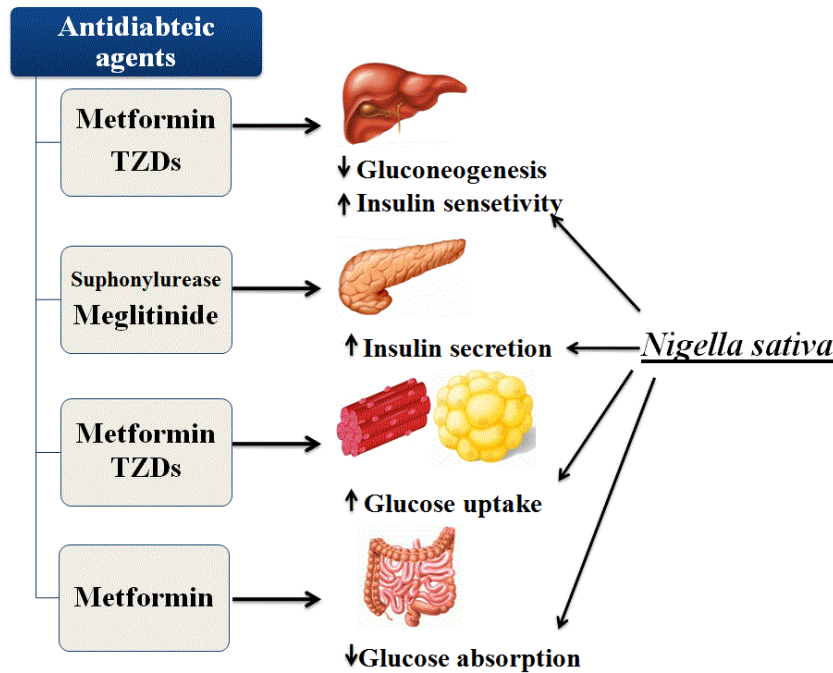 Antidiabteic
agents
Metformin
TZDs
↓ Gluconeogenesis
↑ Insulin sensetivity
Suphonylurease
Meglitinide
↑ Insulin secretion
Nigella sativa
Metformin
TZDs
↑ Glucose uptake
Metformin
↓Glucose absorption